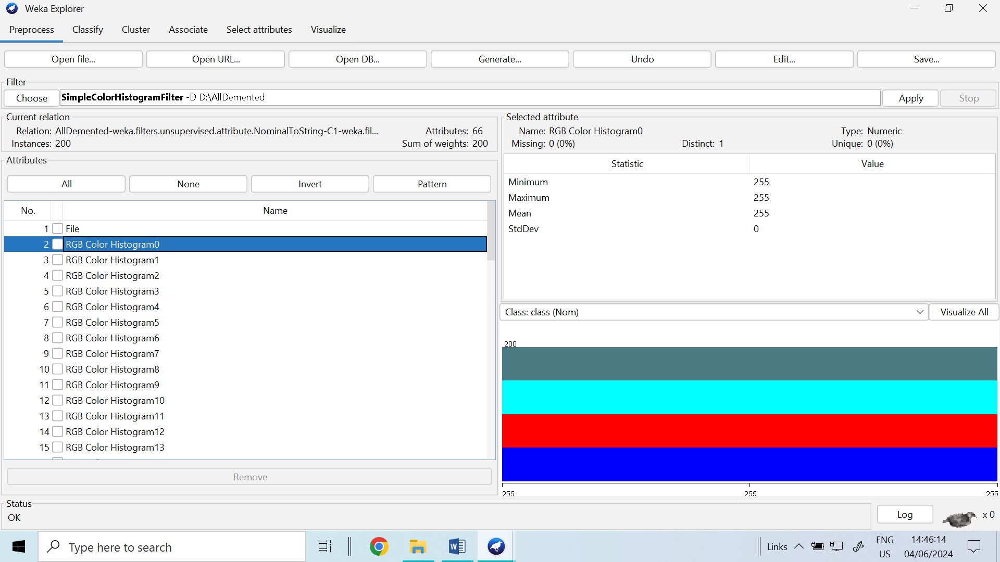 Weka Explorer
Preprocess Classify Cluster Associate Select attributes Visualize
Open file... Open URL... Open DB... Generate... Undo Edit... Save...
Filter
Choose SimpleColorHistogramFilter -D D:\AllDemented Apply Stop
Current relation
Relation: AllDemented-weka.filters.unsupervised.attribute.NominalToString-C1-weka.fil... Attributes: 66
Instances: 200 Sum of weights: 200
Attributes
All None Invert Pattern
No. Name
1 File
2 RGB Color Histogram0
3 RGB Color Histogram1
4 RGB Color Histogram2
5 RGB Color Histogram3
6 RGB Color Histogram4
7 RGB Color Histogram5
8 RGB Color Histogram6
9 RGB Color Histogram7
10 RGB Color Histogram8
11 RGB Color Histogram9
12 RGB Color Histogram10
13 RGB Color Histogram11
14 RGB Color Histogram12
15 RGB Color Histogram13
Remove
Selected attribute
Name: RGB Color Histogram0 Type: Numeric
Missing: 0 (0%) Distinct: 1 Unique: 0 (0%)
Statistic Value
Minimum 255
Maximum 255
Mean 255
StdDev 0
Class: class (Nom) Visualize All
200
255 255 255
Status
OK
Log x 0
Type here to search
Links
ENG
US
14:46:14
04/06/2024